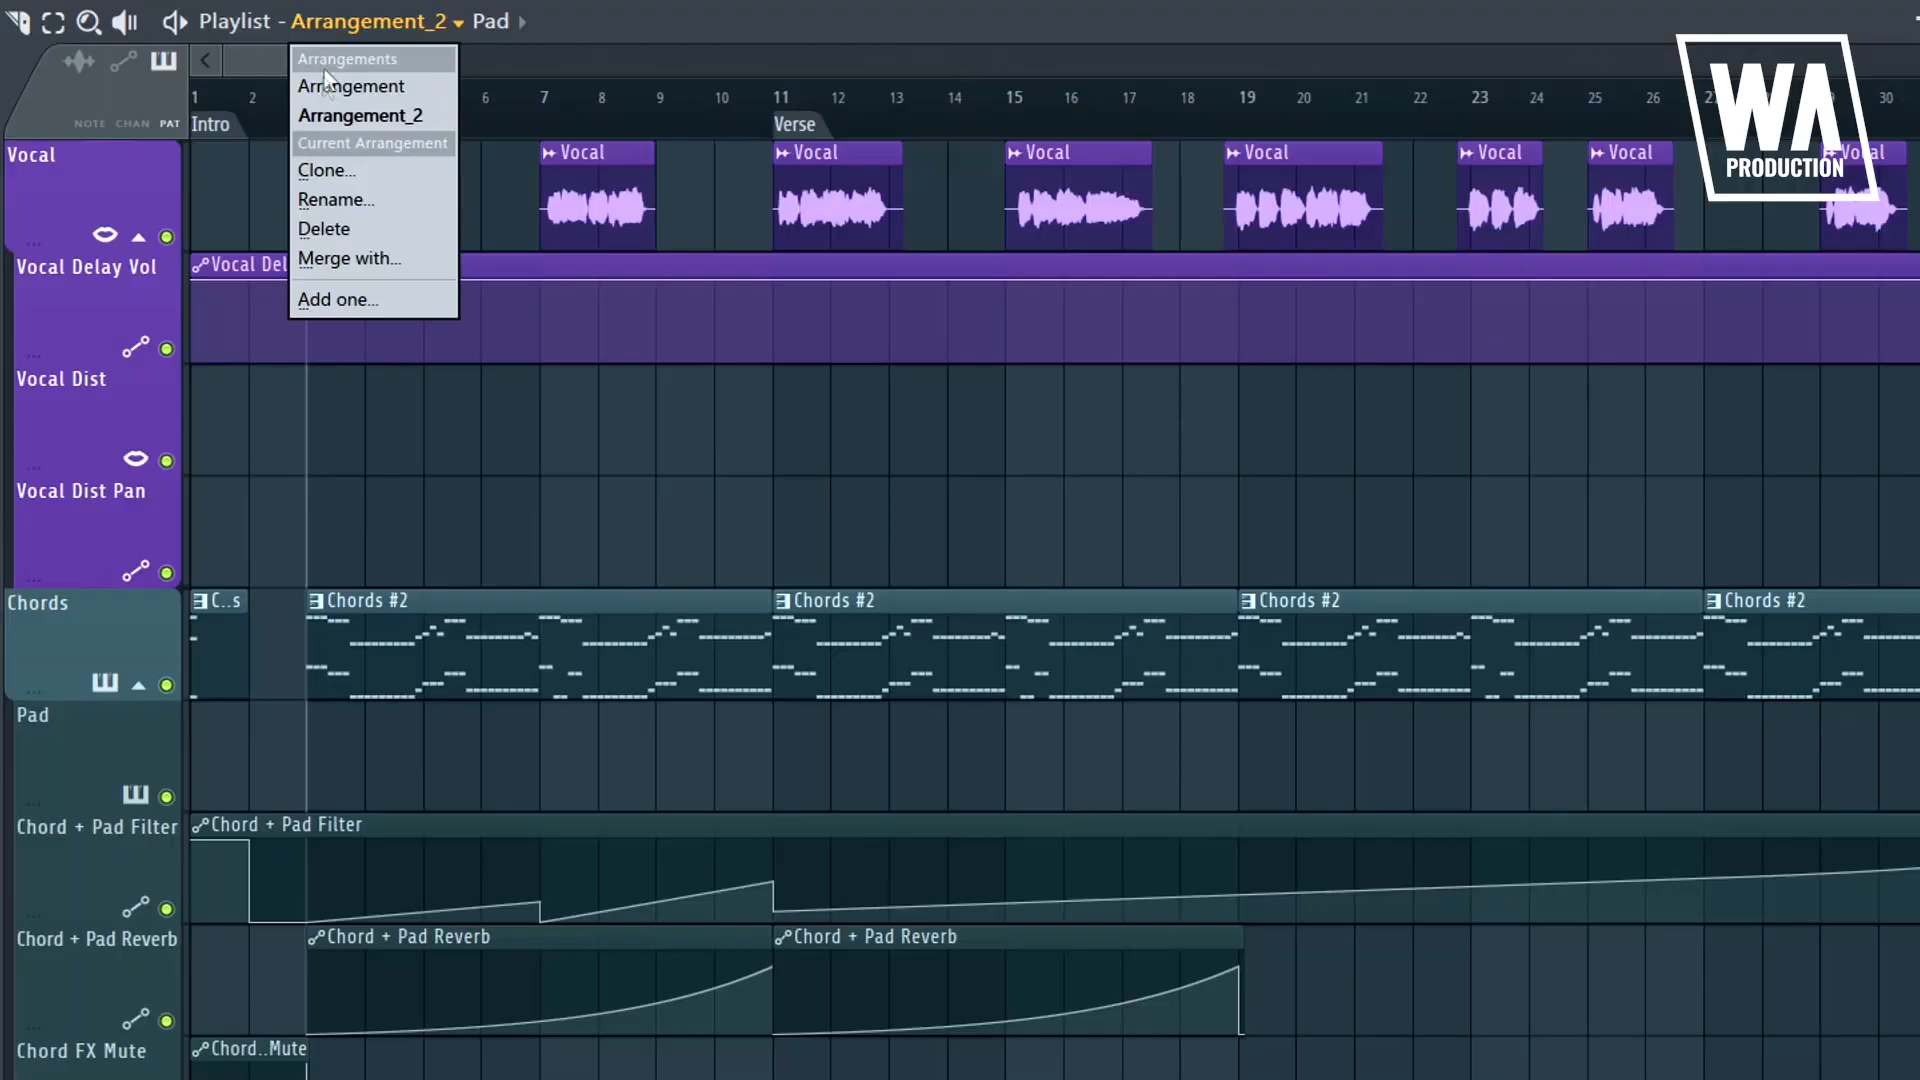 Playlist - Arrangement_2 Pad
Arrangements
Arrangement
Arrangement_2
Current Arrangement
Clone...
Rename...
Delete
Merge with...
Add one...
NOTE CHAN PAT
1 2 6 7 8 9 10 11 12 13 14 15 16 17 18 19 20 21 22 23 24 25 26 30
Intro Verse
WA
PRODUCTION
Vocal
Vocal Vocal Vocal Vocal Vocal Vocal Vocal
Vocal Delay Vol
Vocal Del
Vocal Dist
Vocal Dist Pan
Chords
C..s Chords #2 Chords #2 Chords #2 Chords #2
Pad
Chord + Pad Filter
Chord + Pad Filter
Chord + Pad Reverb
Chord + Pad Reverb Chord + Pad Reverb
Chord FX Mute
Chord..Mute